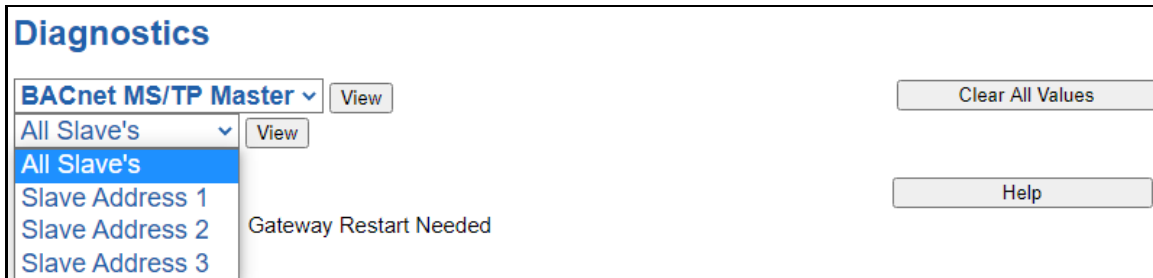 Diagnostics
BACnet MS/TP Master View Clear All Values
All Slave's View
All Slave's
Slave Address 1 Help
Slave Address 2 Gateway Restart Needed
Slave Address 3